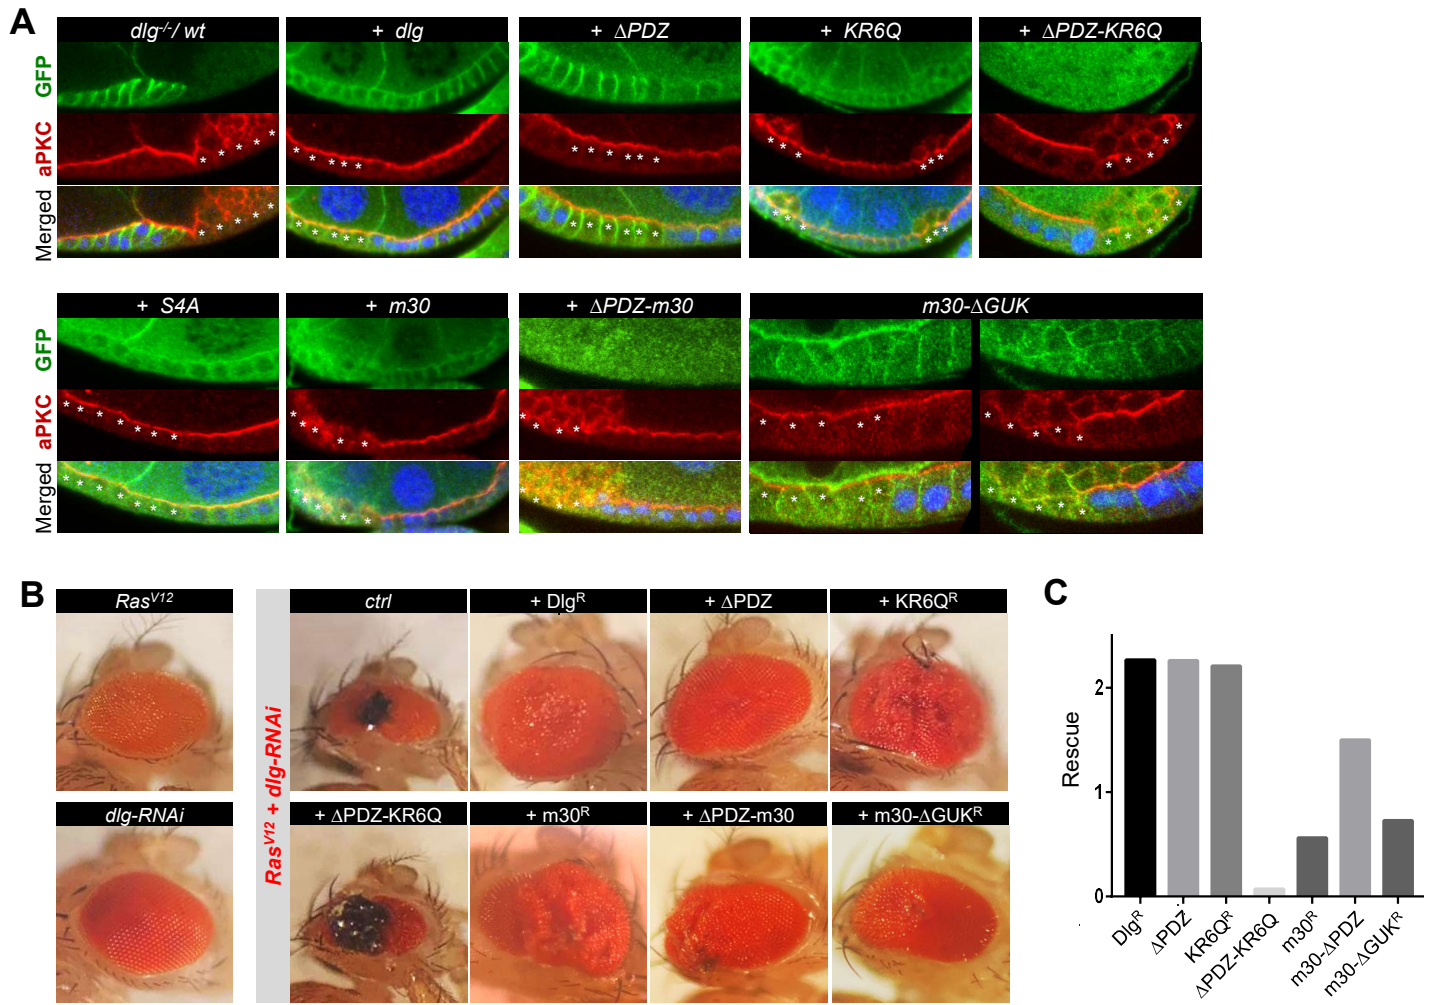 A
dlg-/-/ wt
+ dlg
+ ΔPDZ
+ KR6Q
+ ΔPDZ-KR6Q
GFP
aPKC
Merged
+ S4A
+ m30
+ ΔPDZ-m30
m30-ΔGUK
GFP
aPKC
Merged
B
RasV12
ctrl
+ DlgR
+ ΔPDZ
+ KR6QR
RasV12 + dlg-RNAi
dlg-RNAi
+ ΔPDZ-KR6Q
+ m30R
+ ΔPDZ-m30
+ m30-ΔGUKR
C
Rescue
2
1
0
DlgR
ΔPDZ
KR6QR
ΔPDZ-KR6Q
m30R
m30-ΔPDZ
m30-ΔGUKR